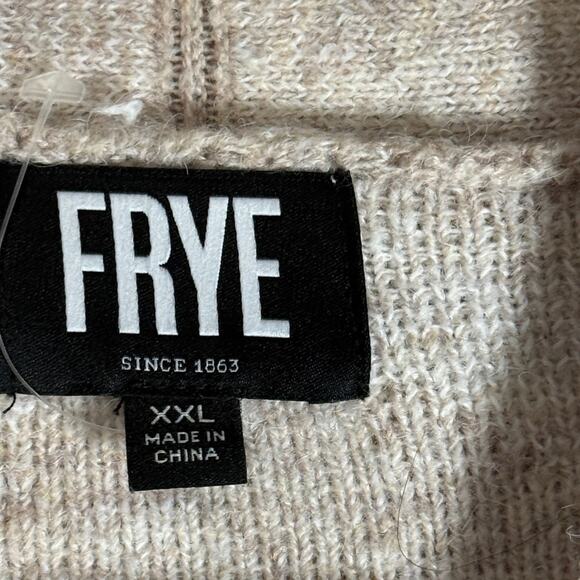 FRYE
SINCE 1863
XXL
MADE IN
CHINA